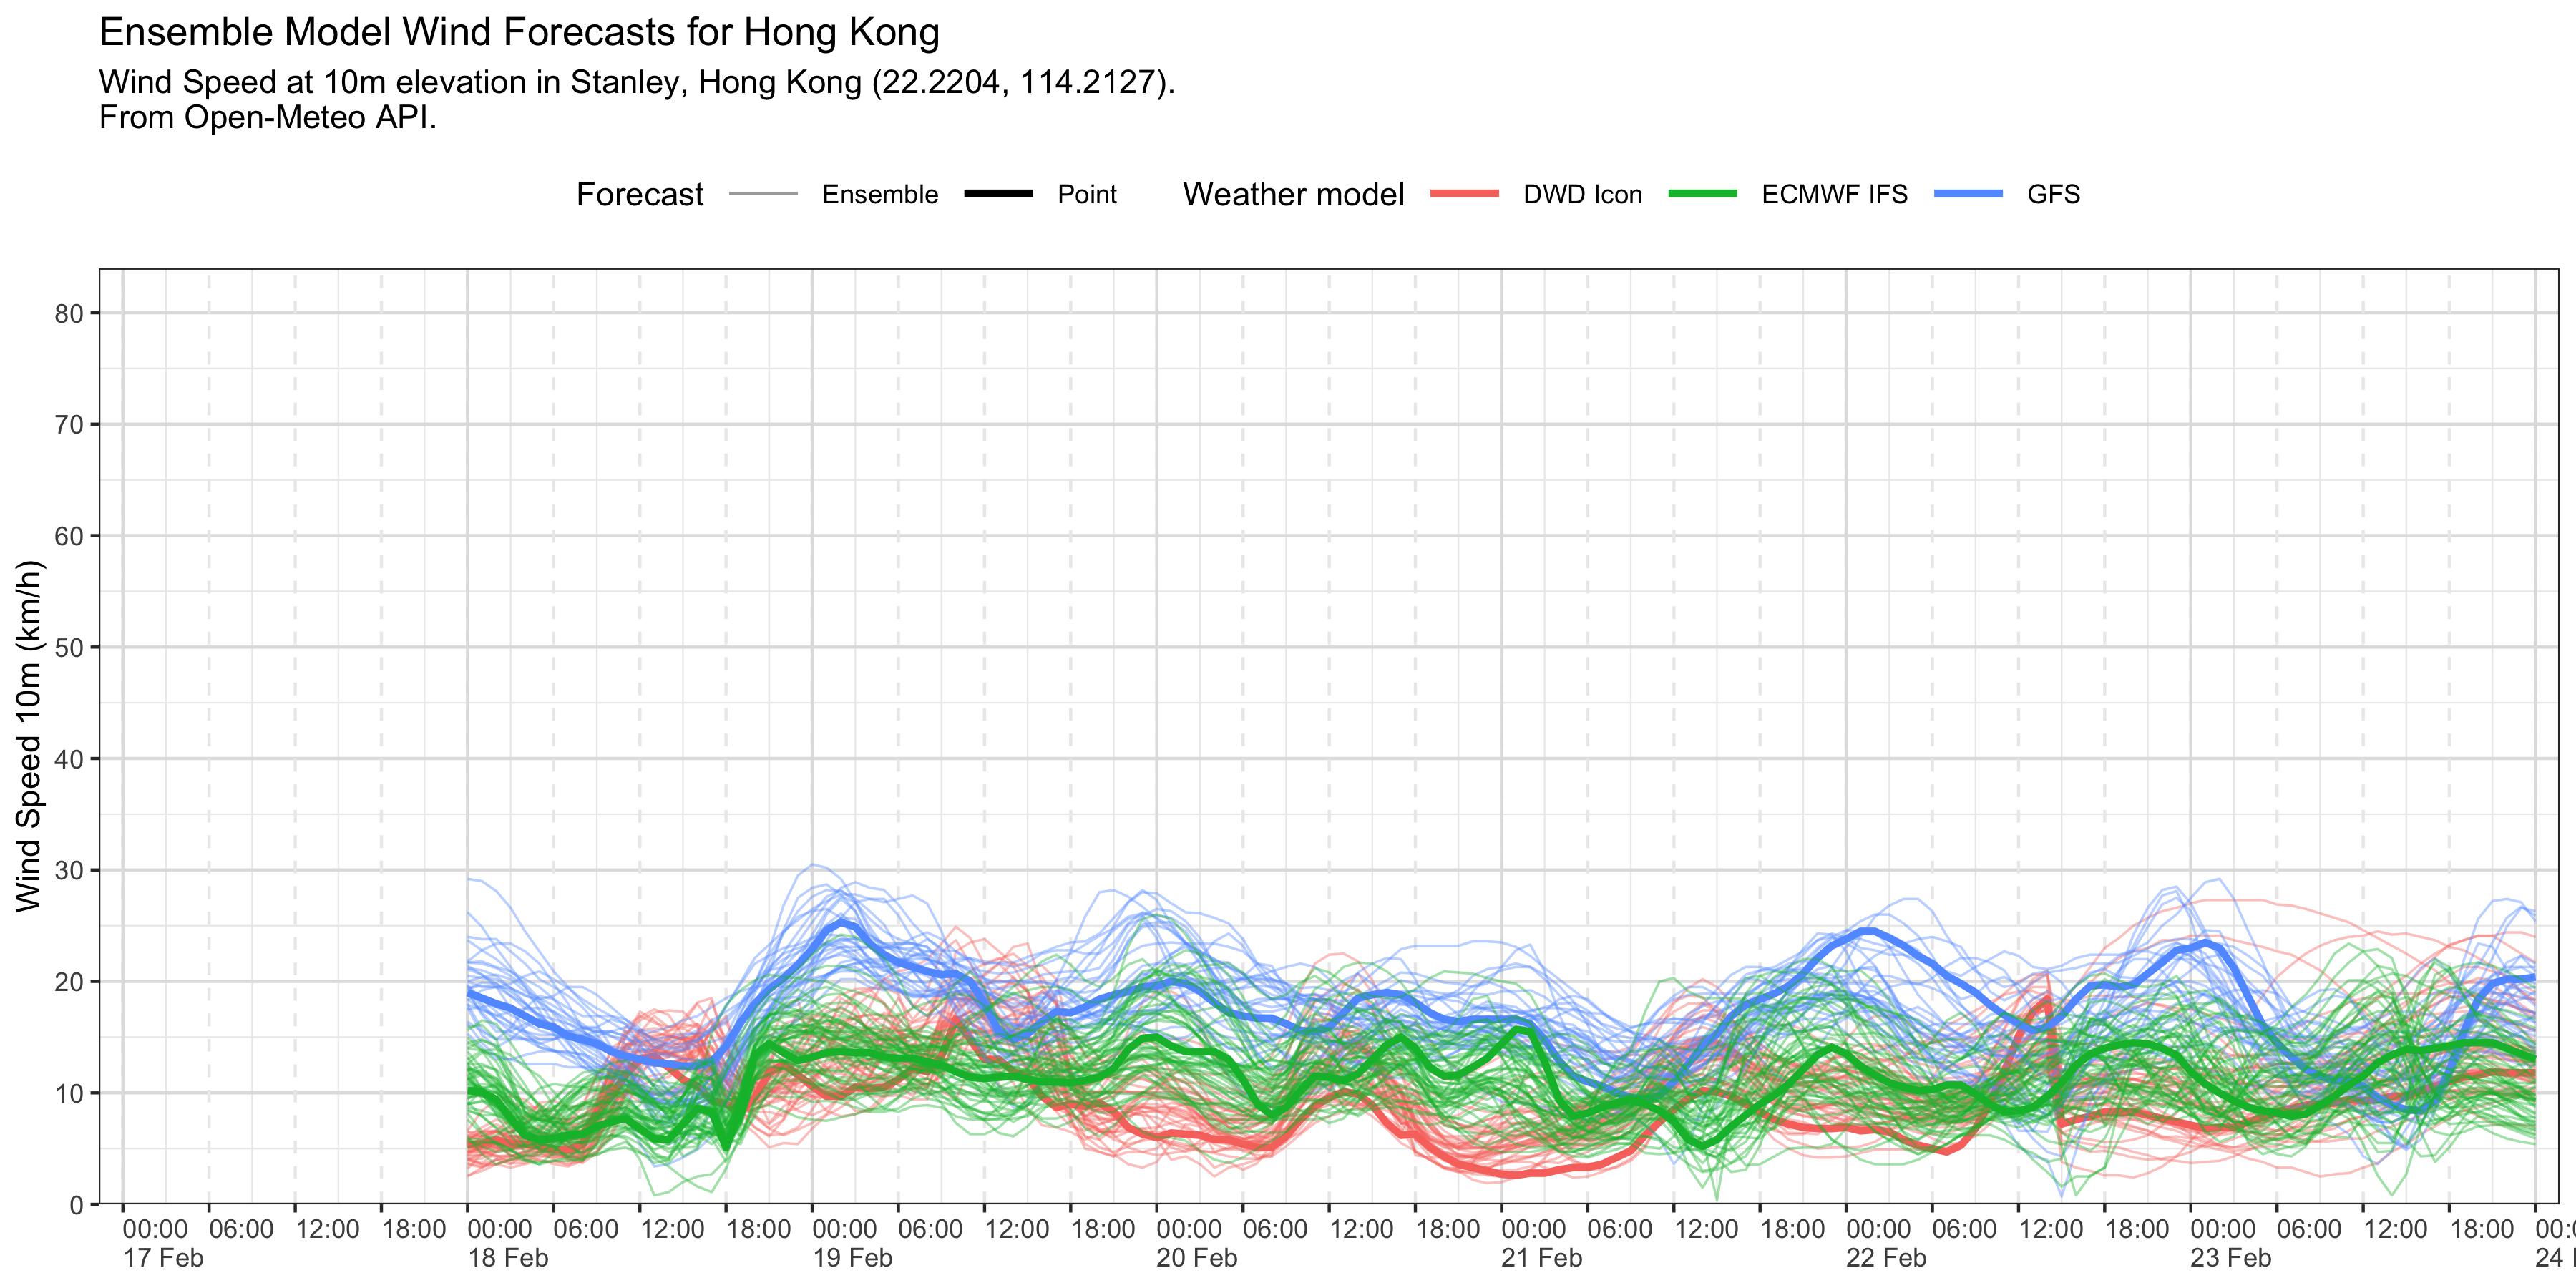 Ensemble Model Wind Forecasts for Hong Kong
Wind Speed at 10m elevation in Stanley, Hong Kong (22.2204, 114.2127).
From Open-Meteo API.
Forecast Ensemble Point Weather model DWD Icon ECMWF IFS GFS
Wind Speed 10m (km/h)
80
70
60
50
40
30
20
10
0
00:00 06:00 12:00 18:00 00:00 06:00 12:00 18:00 00:00 06:00 12:00 18:00 00:00 06:00 12:00 18:00 00:00 06:00 12:00 18:00 00:00 06:00 12:00 18:00 00:00 06:00 12:00 18:00 00:0
17 Feb 18 Feb 19 Feb 20 Feb 21 Feb 22 Feb 23 Feb 24